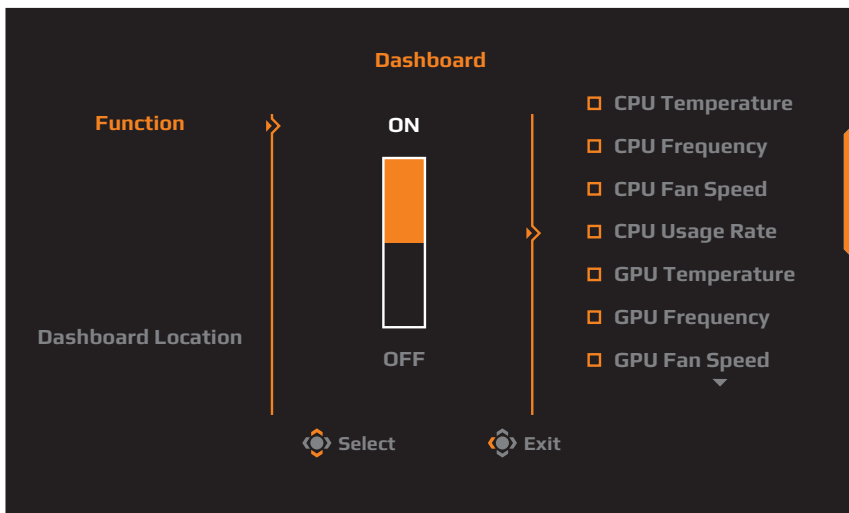 Dashboard
Function
ON
OFF
Dashboard Location
CPU Temperature
CPU Frequency
CPU Fan Speed
CPU Usage Rate
GPU Temperature
GPU Frequency
GPU Fan Speed
Select
Exit